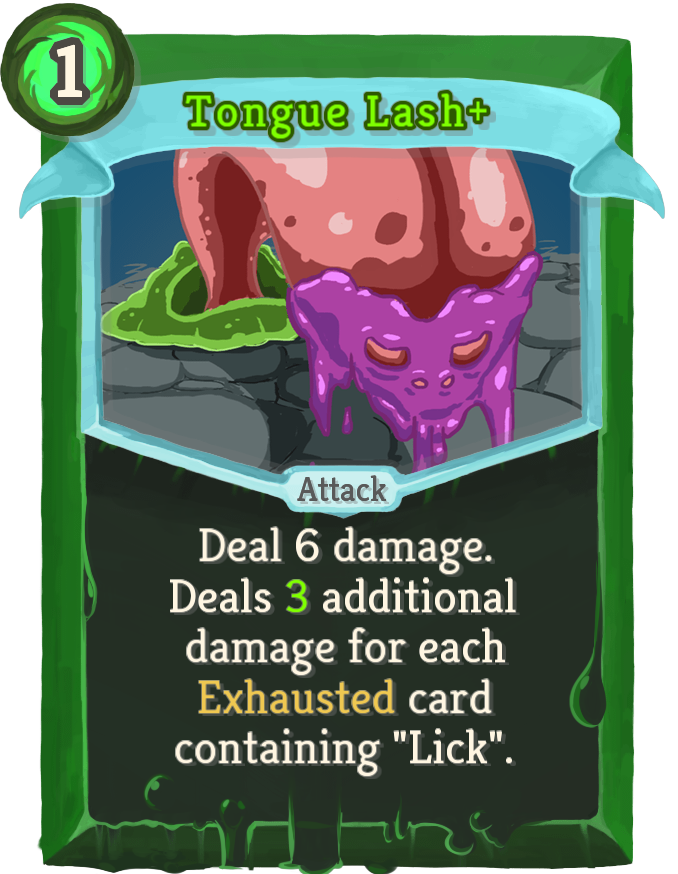 1
Tongue Lash+
Attack
Deal 6 damage.
Deals 3 additional
damage for each
Exhausted card
containing "Lick".